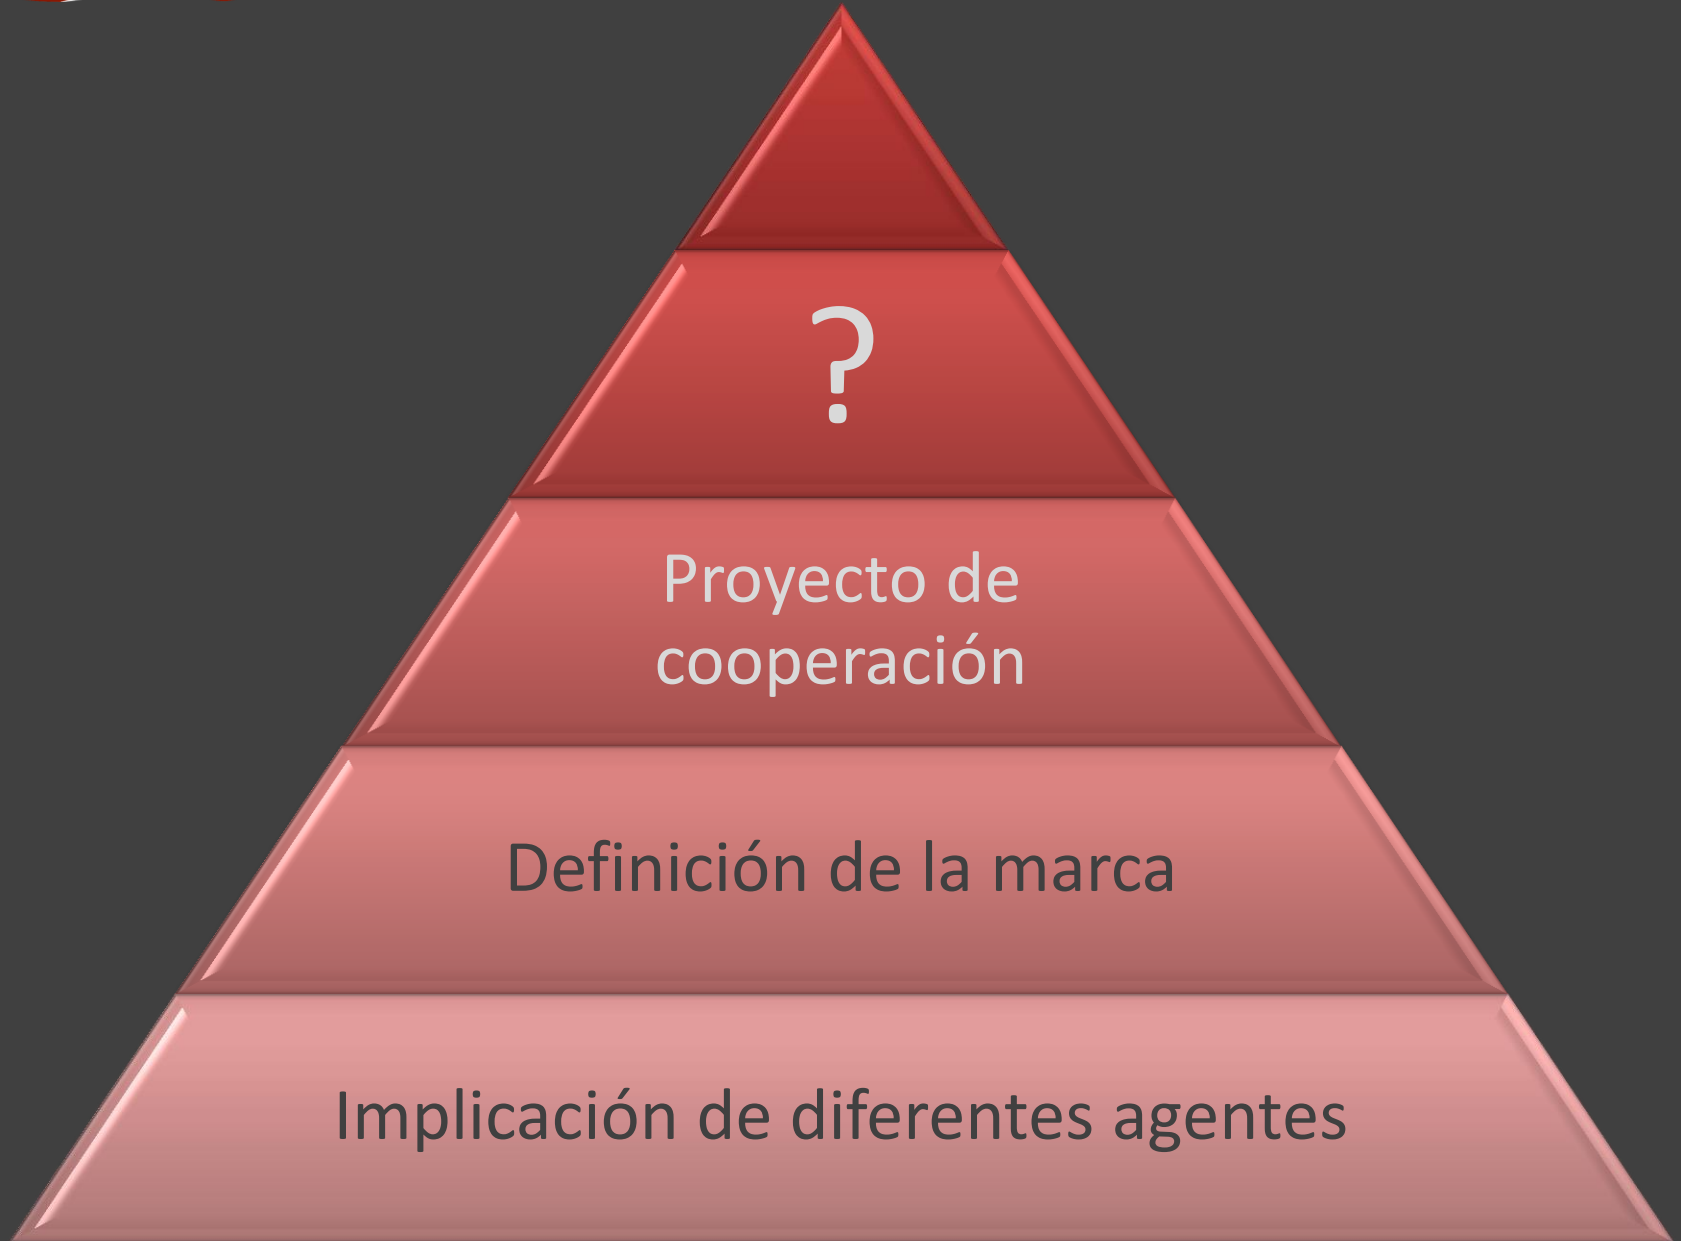 ?
Proyecto de
cooperación
Definición de la marca
Implicación de diferentes agentes